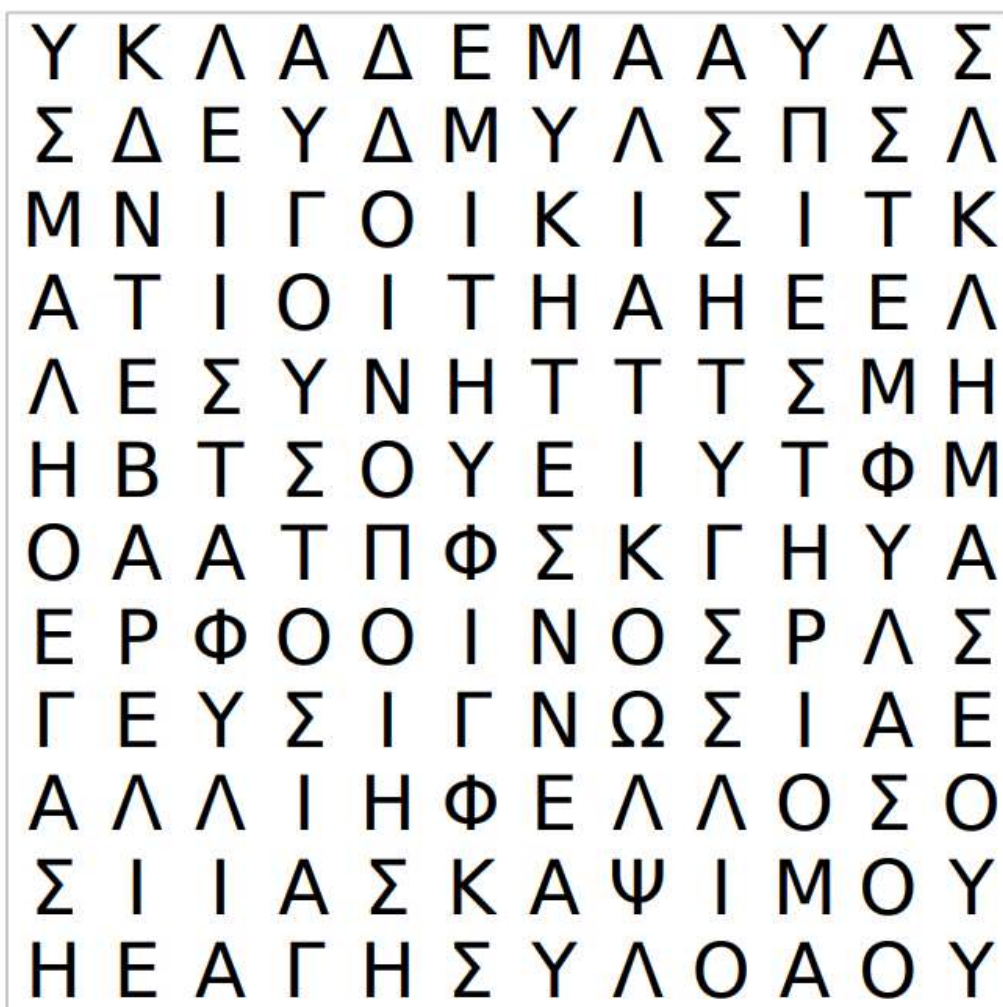 Υ Κ Λ Α Δ Ε Μ Α Α Υ Α Σ
Σ Δ Ε Υ Δ Μ Υ Λ Σ Π Σ Λ
Μ Ν Ι Γ Ο Ι Κ Ι Σ Ι Τ Κ
Α Τ Ι Ο Ι Τ Η Α Η Ε Ε Λ
Λ Ε Σ Υ Ν Η Τ Τ Τ Σ Μ Η
Η Β Τ Σ Ο Υ Ε Ι Υ Τ Φ Μ
Ο Α Α Τ Π Φ Σ Κ Γ Η Υ Α
Ε Ρ Φ Ο Ο Ι Ν Ο Σ Ρ Λ Σ
Γ Ε Υ Σ Ι Γ Ν Ω Σ Ι Α Ε
Α Λ Λ Ι Η Φ Ε Λ Λ Ο Σ Ο
Σ Ι Ι Α Σ Κ Α Ψ Ι Μ Ο Υ
Η Ε Α Γ Η Σ Υ Λ Ο Α Ο Υ